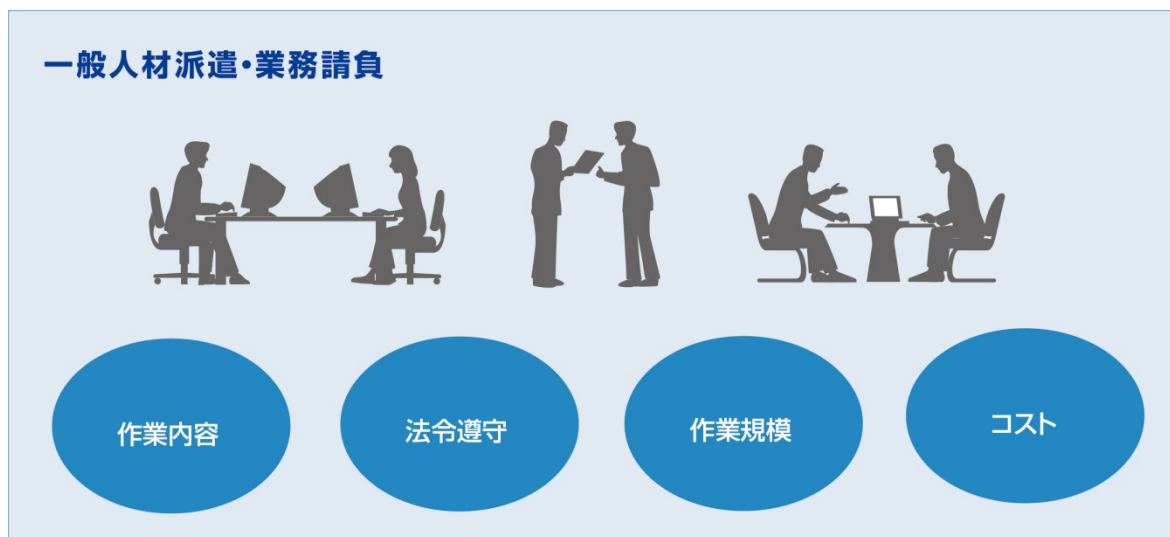 一般人材派遣・業務請負
作業内容
法令遵守
作業規模
コスト